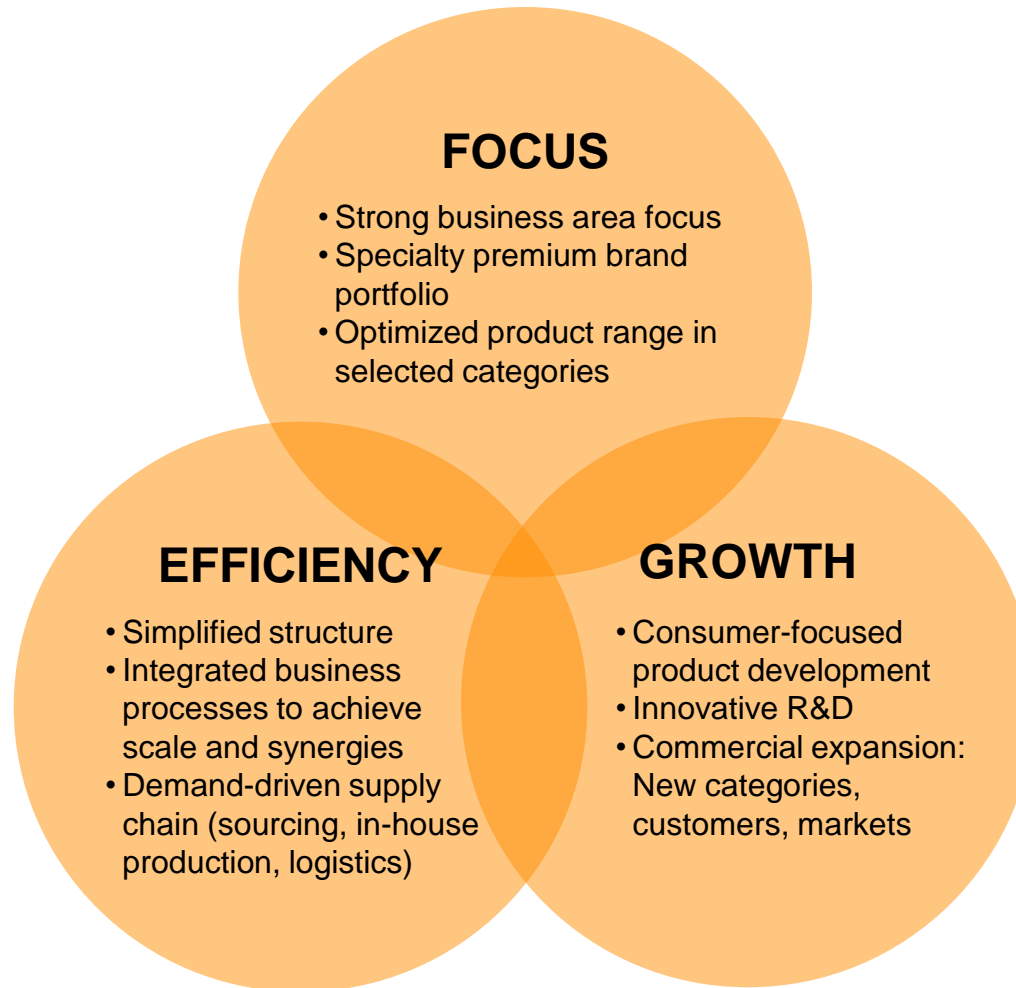 FOCUS
• Strong business area focus
• Specialty premium brand
portfolio
• Optimized product range in
selected categories
EFFICIENCY
• Simplified structure
• Integrated business
processes to achieve
scale and synergies
• Demand-driven supply
chain (sourcing, in-house
production, logistics)
GROWTH
• Consumer-focused
product development
• Innovative R&D
• Commercial expansion:
New categories,
customers, markets